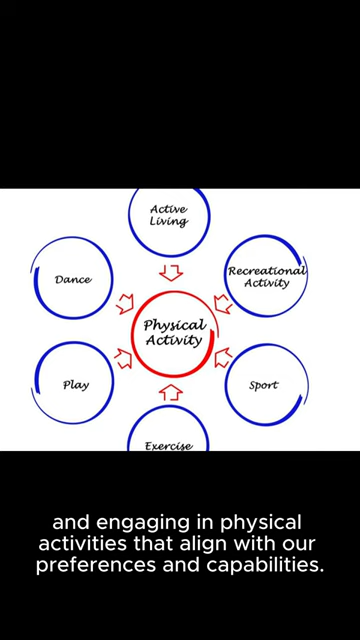 Active
Living
Dance
Recreational
Activity
Physical
Activity
Play
Sport
Exercise
and engaging in physical
activities that align with our
preferences and capabilities.